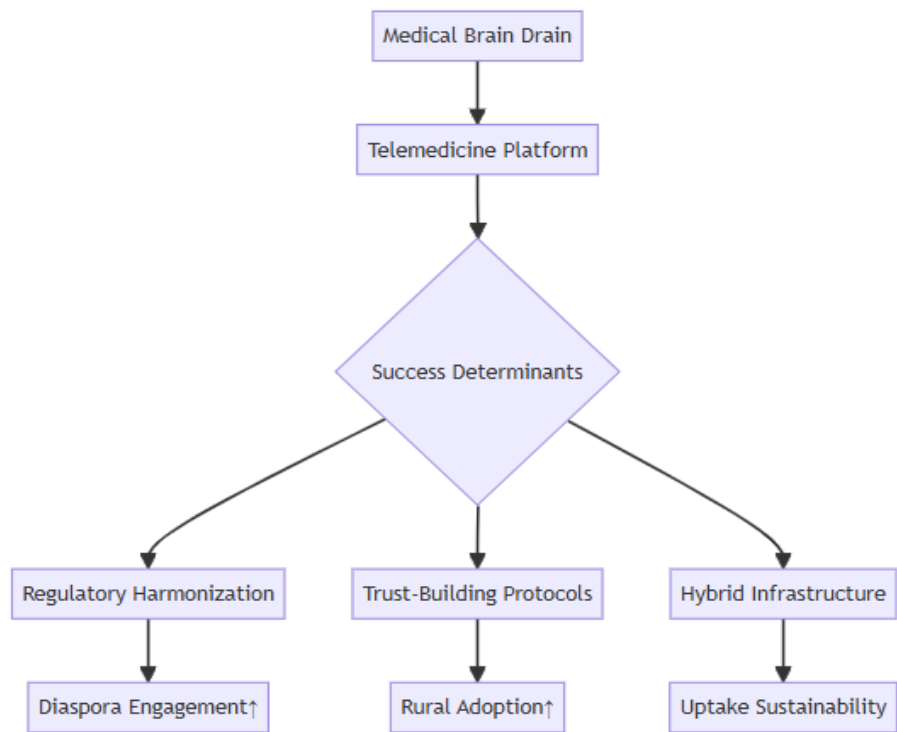 Medical Brain Drain
Telemedicine Platform
Success Determinants
Regulatory Harmonization
Trust-Building Protocols
Hybrid Infrastructure
Diaspora Engagement↑
Rural Adoption↑
Uptake Sustainability